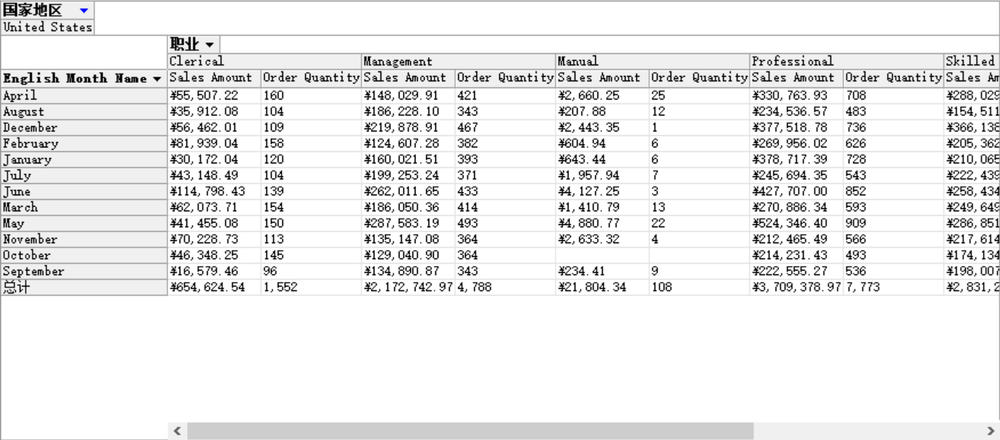 国家地区
United States
职业
Clerical Management Manual Professional Skilled
English Month Name Sales Amount Order Quantity Sales Amount Order Quantity Sales Amount Order Quantity Sales Amount Order Quantity Sales Am
April ¥55,507.22 160 ¥148,029.91 421 ¥2,660.25 25 ¥330,763.93 708 ¥288,029
August ¥35,912.08 104 ¥186,228.10 343 ¥207.88 12 ¥234,536.57 483 ¥154,511
December ¥56,462.01 109 ¥219,878.91 467 ¥2,443.35 1 ¥377,518.78 736 ¥366,138
February ¥81,939.04 158 ¥124,607.28 382 ¥604.94 6 ¥269,956.02 626 ¥205,362
January ¥30,172.04 120 ¥160,021.51 393 ¥643.44 6 ¥378,717.39 728 ¥210,065
July ¥43,148.49 104 ¥199,253.24 371 ¥1,957.94 7 ¥245,694.35 543 ¥222,439
June ¥114,798.43 139 ¥262,011.65 433 ¥4,127.25 3 ¥427,707.00 852 ¥258,434
March ¥62,073.71 154 ¥186,050.36 414 ¥1,410.79 13 ¥270,886.34 593 ¥249,649
May ¥41,455.08 150 ¥287,583.19 493 ¥4,880.77 22 ¥524,346.40 909 ¥286,851
November ¥70,228.73 113 ¥135,147.08 364 ¥2,633.32 4 ¥212,465.49 566 ¥217,614
October ¥46,348.25 145 ¥129,040.90 364 ¥214,231.43 493 ¥174,134
September ¥16,579.46 96 ¥134,890.87 343 ¥234.41 9 ¥222,555.27 536 ¥198,007
总计 ¥654,624.54 1,552 ¥2,172,742.97 4,788 ¥21,804.34 108 ¥3,709,378.97 7,773 ¥2,831,2